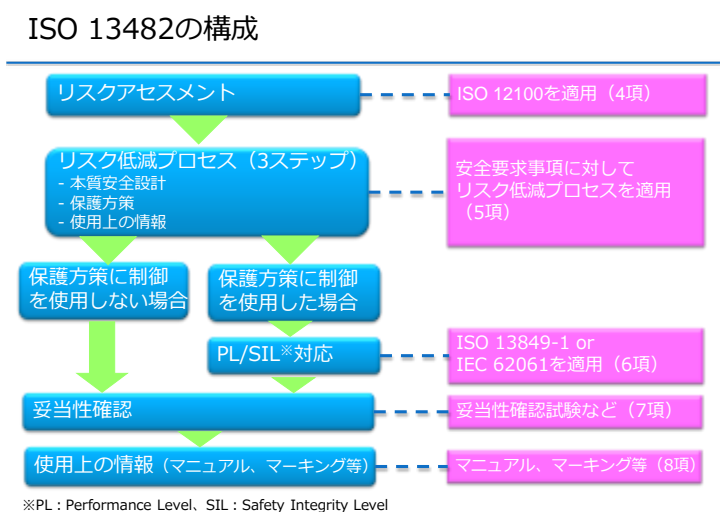 ISO 13482の構成
リスクアセスメント
ISO 12100を適用（4項）
リスク低減プロセス（3ステップ）
- 本質安全設計
- 保護方策
- 使用上の情報
安全要求事項に対して
リスク低減プロセスを適用
（5項）
保護方策に制御
を使用しない場合
保護方策に制御
を使用した場合
PL/SIL※対応
ISO 13849-1 or
IEC 62061を適用（6項）
妥当性確認
妥当性確認試験など（7項）
使用上の情報（マニュアル、マーキング等）
マニュアル、マーキング等（8項）
※PL：Performance Level、SIL：Safety Integrity Level